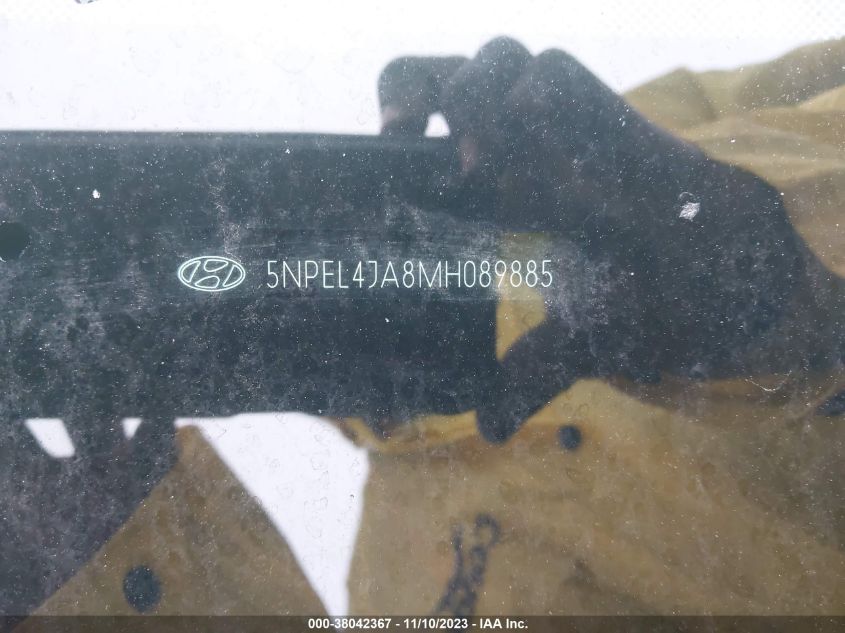 5NPEL4JA8MH089885
000-38042367 - 11/10/2023 - IAA Inc.